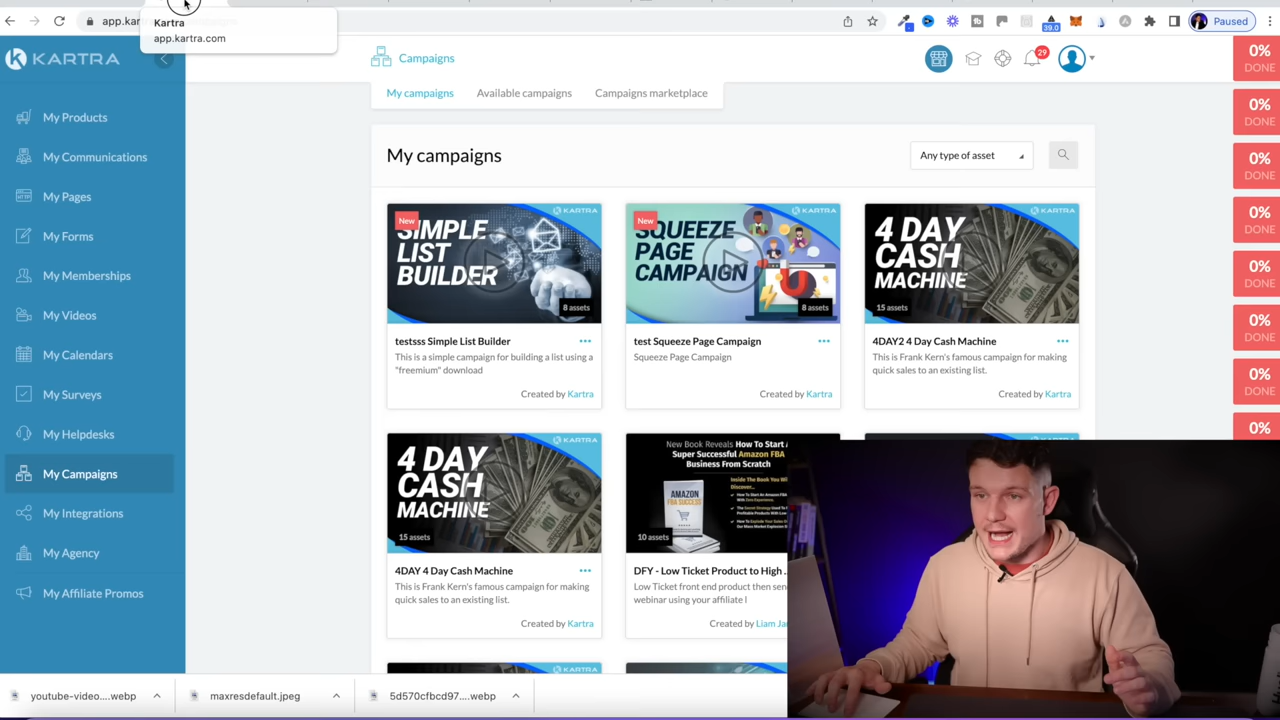 Kartra
app.kartra.com
app.kar
39.0
Paused
KARTRA
Campaigns
29
My campaigns
Available campaigns
Campaigns marketplace
My Products
My Communications
My Pages
My Forms
My Memberships
My Videos
My Calendars
My Surveys
My Helpdesks
My Campaigns
My Integrations
My Agency
My Affiliate Promos
My campaigns
Any type of asset
New
KARTRA
SIMPLE
LIST
BUILDER
8 assets
testsss Simple List Builder
This is a simple campaign for building a list using a
"freemium" download
Created by Kartra
New
KARTRA
SQUEEZE
PAGE
CAMPAIGN
8 assets
test Squeeze Page Campaign
Squeeze Page Campaign
Created by Kartra
KARTRA
4 DAY
CASH
MACHINE
15 assets
4DAY2 4 Day Cash Machine
This is Frank Kern's famous campaign for making
quick sales to an existing list.
Created by Kartra
KARTRA
4 DAY
CASH
MACHINE
15 assets
4DAY 4 Day Cash Machine
This is Frank Kern's famous campaign for making
quick sales to an existing list.
Created by Kartra
New Book Reveals How To Start
Super Successful Amazon FBA
Business From Scratch
Inside The Book You Wi
Discover...
AMAZON
FBA SUCCESS
10 assets
DFY - Low Ticket Product to High ..
Low Ticket front end product then sen
webinar using your affiliate l
Created by Liam Ja
0%
DONE
0%
DONE
0%
DONE
0%
DONE
0%
DONE
0%
DONE
0%
DONE
0%
youtube-video....webp
maxresdefault.jpeg
5d570cfbcd97....webp